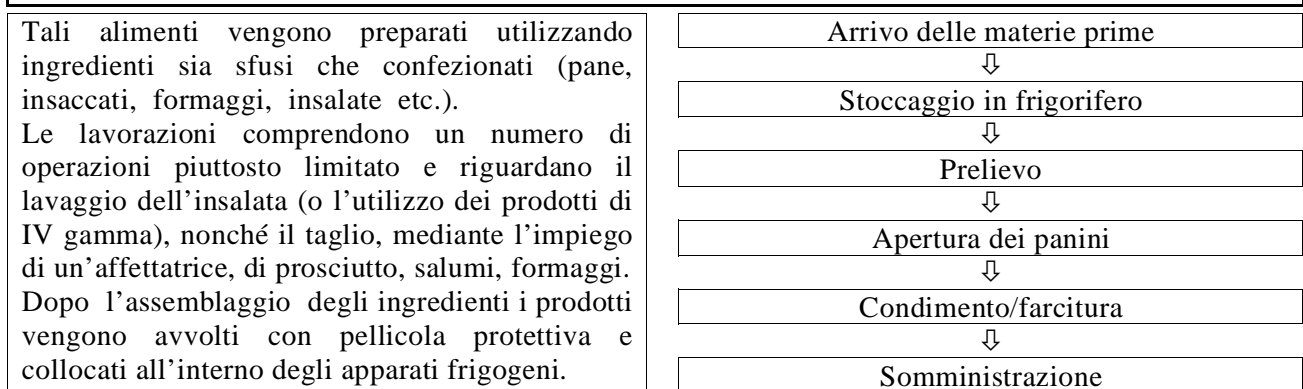 Tali alimenti vengono preparati utilizzando
ingredienti sia sfusi che confezionati (pane,
insaccati, formaggi, insalate etc.).
Le lavorazioni comprendono un numero di
operazioni piuttosto limitato e riguardano il
lavaggio dell’insalata (o l’utilizzo dei prodotti di
IV gamma), nonché il taglio, mediante l’impiego
di un’affettatrice, di prosciutto, salumi, formaggi.
Dopo l’assemblaggio degli ingredienti i prodotti
vengono avvolti con pellicola protettiva e
collocati all’interno degli apparati frigogeni.
Arrivo delle materie prime
⇩
Stoccaggio in frigorifero
⇩
Prelievo
⇩
Apertura dei panini
⇩
Condimento/farcitura
⇩
Somministrazione